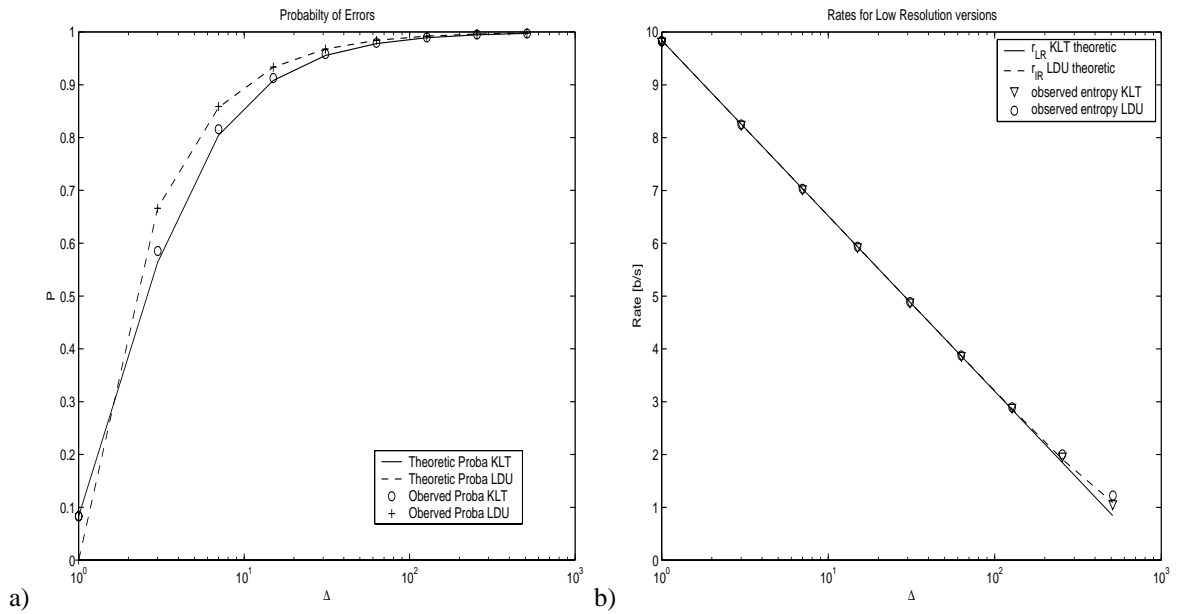 Probabilty of Errors
1
0.9
0.8
0.7
0.6
0.5
0.4
0.3
0.2
0.1
0
P
10^0
10^1
10^2
10^3
Δ
Theoretic Proba KLT
Theoretic Proba LDU
Oberved Proba KLT
Oberved Proba LDU
a)
Rates for Low Resolution versions
10
9
8
7
6
5
4
3
2
1
0
Rate [b/s]
10^0
10^1
10^2
10^3
Δ
r_LR KLT theoretic
r_IR LDU theoretic
observed entropy KLT
observed entropy LDU
b)